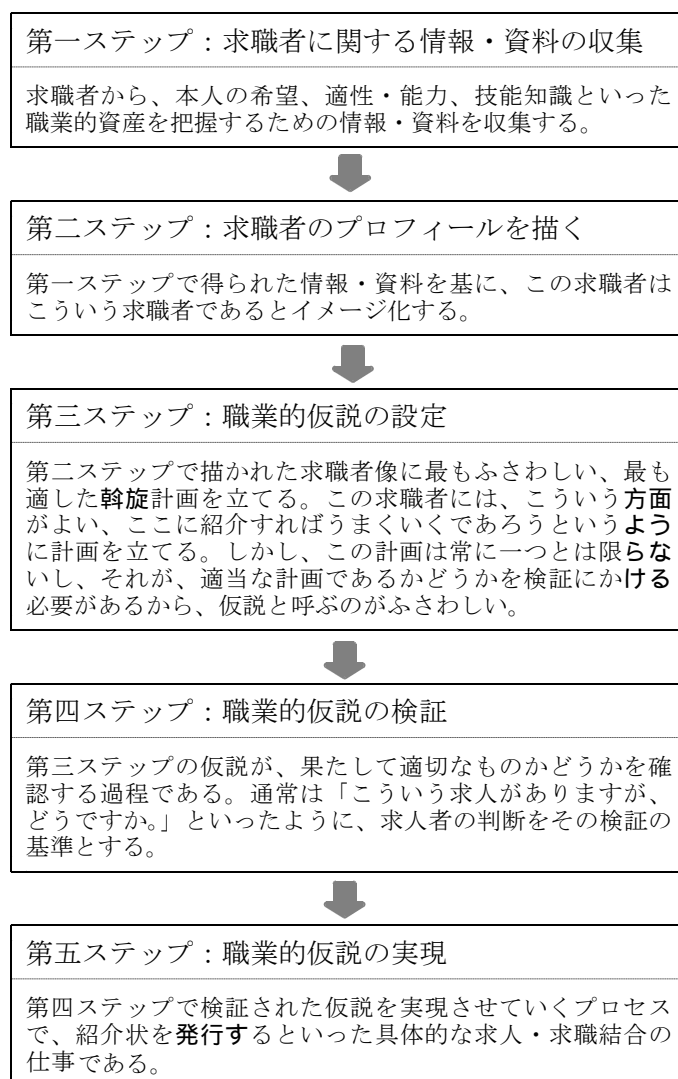 第一ステップ：求職者に関する情報・資料の収集
求職者から、本人の希望、適性・能力、技能知識といった
職業的資産を把握するための情報・資料を収集する。
第二ステップ：求職者のプロフィールを描く
第一ステップで得られた情報・資料を基に、この求職者は
こういう求職者であるとイメージ化する。
第三ステップ：職業的仮説の設定
第二ステップで描かれた求職者像に最もふさわしい、最も
適した斡旋計画を立てる。この求職者には、こういう方面
がよい、ここに紹介すればうまくいくであろうというよう
に計画を立てる。しかし、この計画は常に一つとは限らな
いし、それが、適当な計画であるかどうかを検証にかける
必要があるから、仮説と呼ぶのがふさわしい。
第四ステップ：職業的仮説の検証
第三ステップの仮説が、果たして適切なものかどうかを確
認する過程である。通常は「こういう求人がありますが、
どうですか。」といったように、求人者の判断をその検証の
基準とする。
第五ステップ：職業的仮説の実現
第四ステップで検証された仮説を実現させていくプロセス
で、紹介状を発行するといった具体的な求人・求職結合の
仕事である。